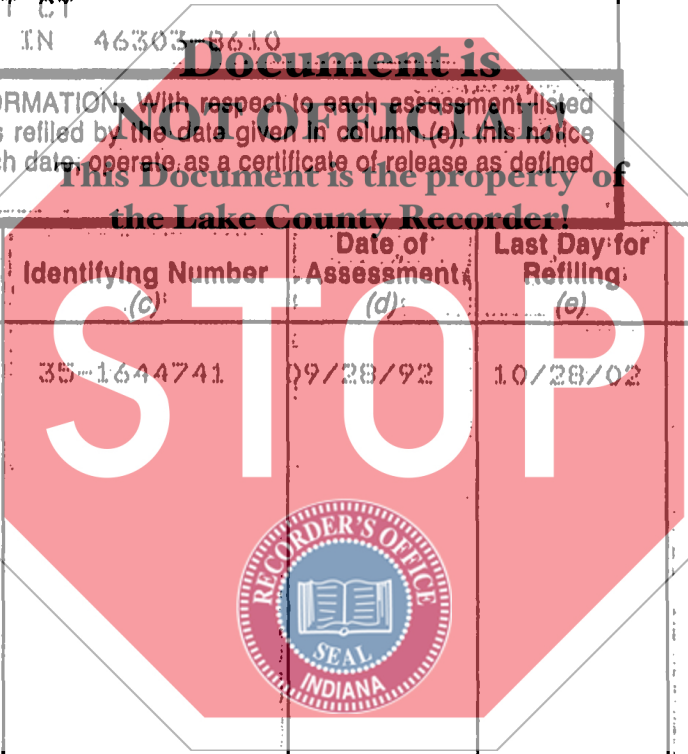 T CT
IN 46303-8610
Document is
ORMATION: With respect to each assessment listed
NOT OFFICIAL!
s refiled by the date given in column (e), this notice
ch date, operate as a certificate of release as defined
This Document is the property of
the Lake County Recorder!
Identifying Number
(c)
Date of
Assessment
(d)
Last Day for
Refiling
(e)
35-1644741 09/28/92 10/28/02
STOP
RECORDER'S OFFICE
SEAL
INDIANA